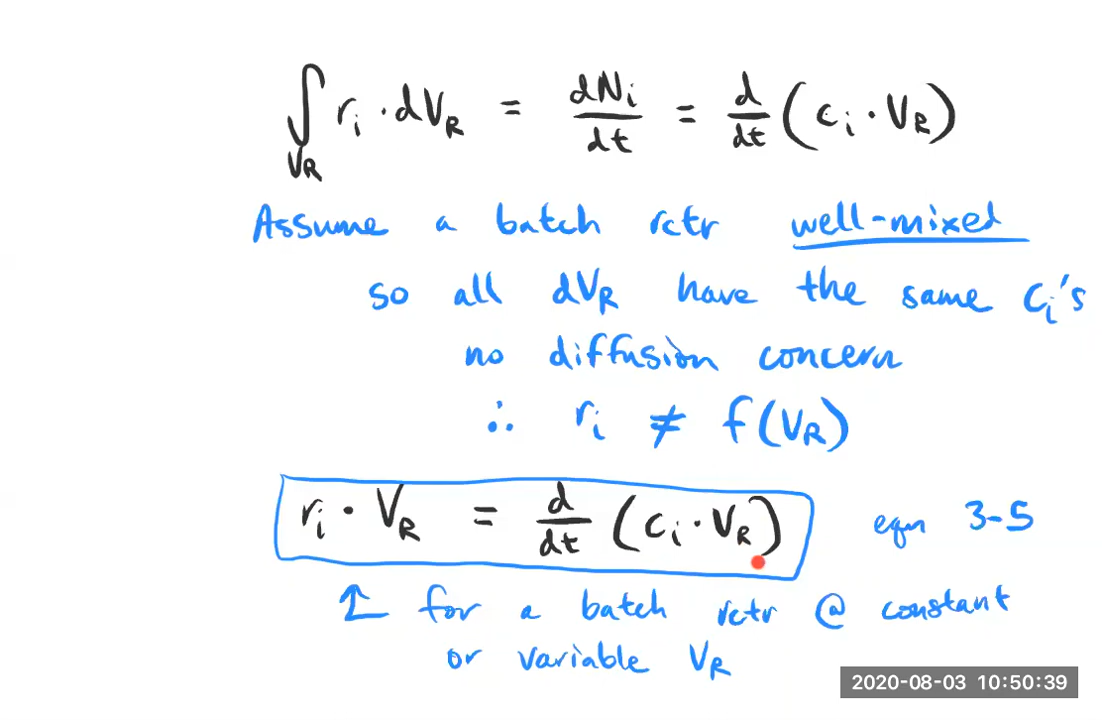 ∫_{V_R} r_i · dV_R = dN_i/dt = d/dt (c_i · V_R)
Assume a batch rctr well-mixed
so all dV_R have the same c_i's
no diffusion concern
∴ r_i ≠ f(V_R)
r_i · V_R = d/dt (c_i · V_R) eqn 3-5
↑ for a batch rctr @ constant
or variable V_R
2020-08-03 10:50:39